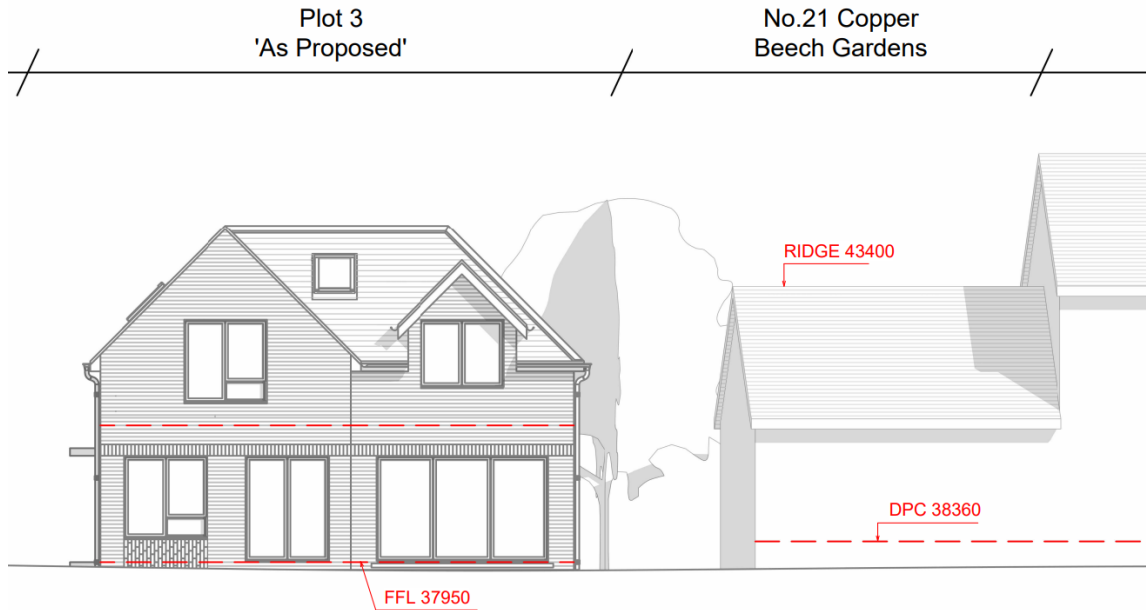 Plot 3
'As Proposed'
No.21 Copper
Beech Gardens
RIDGE 43400
DPC 38360
FFL 37950